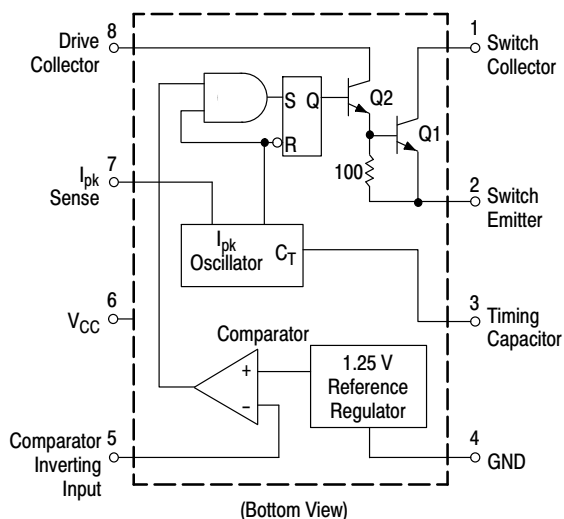 Drive
Collector
8
1
Switch
Collector
S
Q
R
Q2
Q1
100
7
Ipk
Sense
2
Switch
Emitter
Ipk
Oscillator
CT
6
VCC
3
Timing
Capacitor
Comparator
+
−
1.25 V
Reference
Regulator
Comparator
Inverting
Input
5
4
GND
(Bottom View)